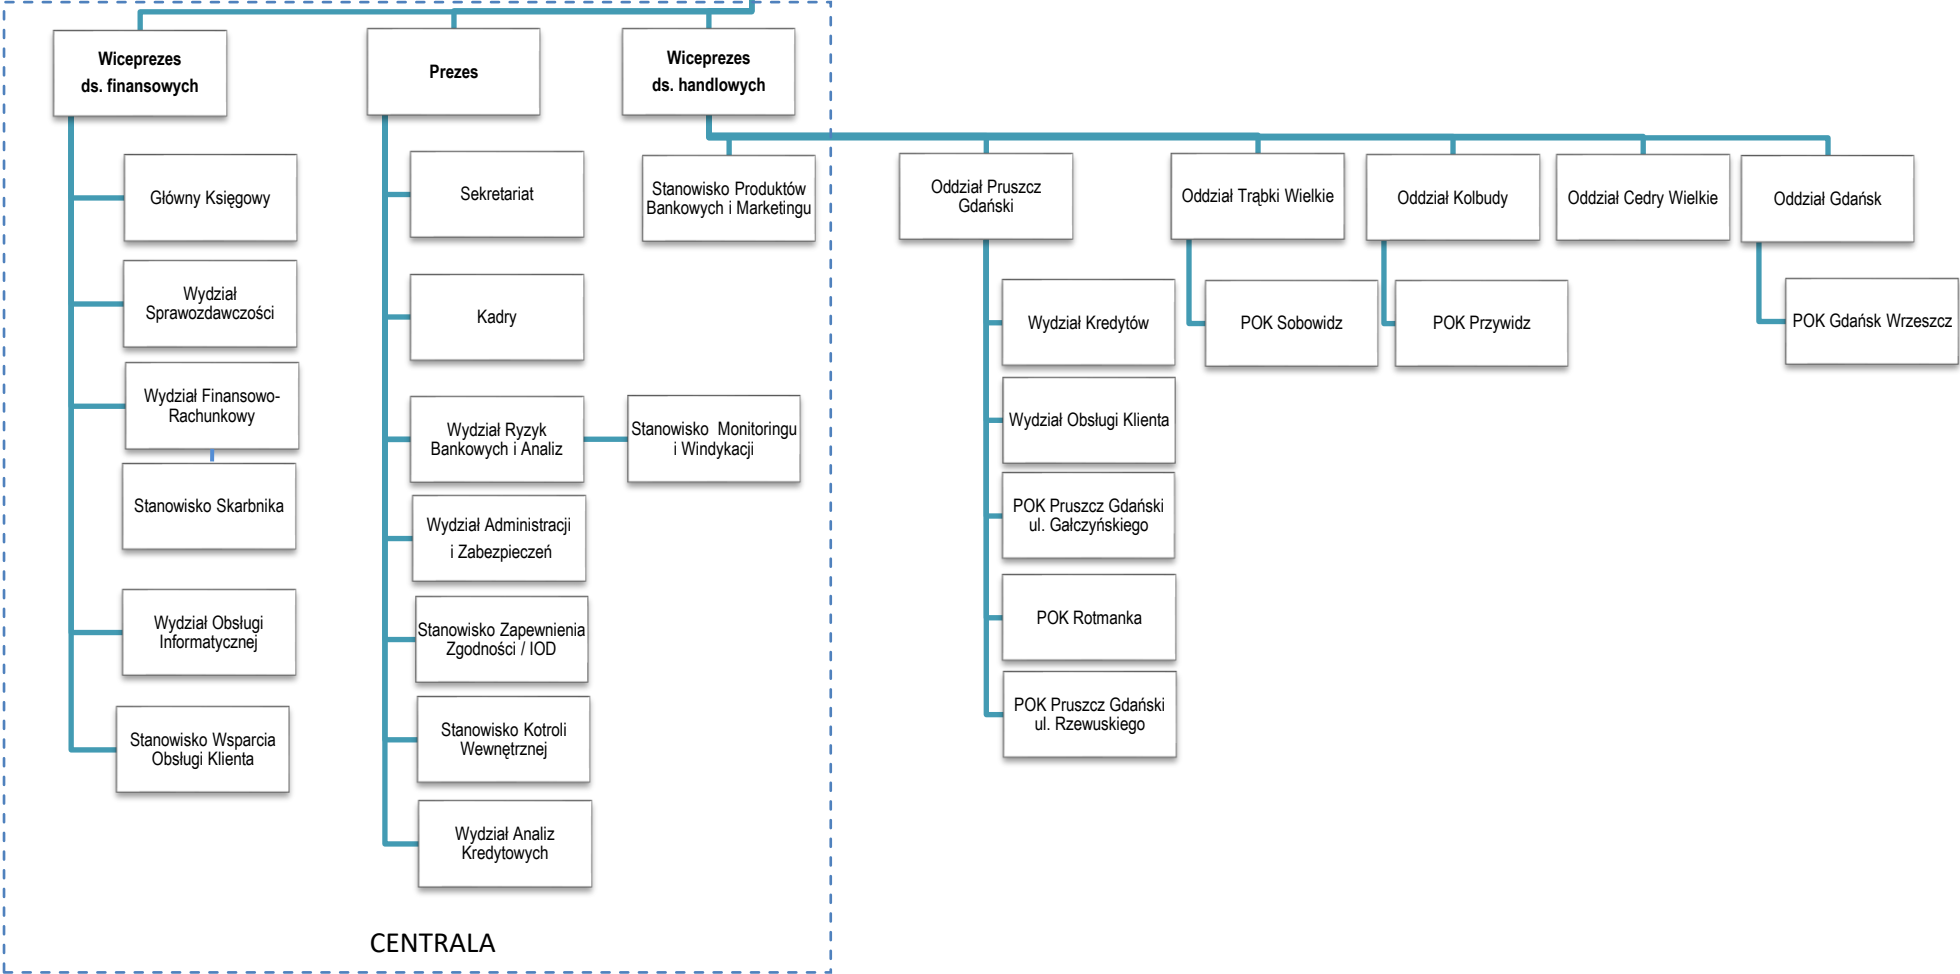 Wiceprezes
ds. finansowych
Prezes
Wiceprezes
ds. handlowych
Główny Księgowy
Wydział
Sprawozdawczości
Wydział Finansowo-
Rachunkowy
Stanowisko Skarbnika
Wydział Obsługi
Informatycznej
Stanowisko Wsparcia
Obsługi Klienta
Sekretariat
Kadry
Wydział Ryzyk
Bankowych i Analiz
Stanowisko Monitoringu
i Windykacji
Wydział Administracji
i Zabezpieczeń
Stanowisko Zapewnienia
Zgodności / IOD
Stanowisko Kotroli
Wewnętrznej
Wydział Analiz
Kredytowych
Stanowisko Produktów
Bankowych i Marketingu
Oddział Pruszcz
Gdański
Wydział Kredytów
Wydział Obsługi Klienta
POK Pruszcz Gdański
ul. Gałczyńskiego
POK Rotmanka
POK Pruszcz Gdański
ul. Rzewuskiego
Oddział Trąbki Wielkie
POK Sobowidz
Oddział Kolbudy
POK Przywidz
Oddział Cedry Wielkie
Oddział Gdańsk
POK Gdańsk Wrzeszcz
CENTRALA